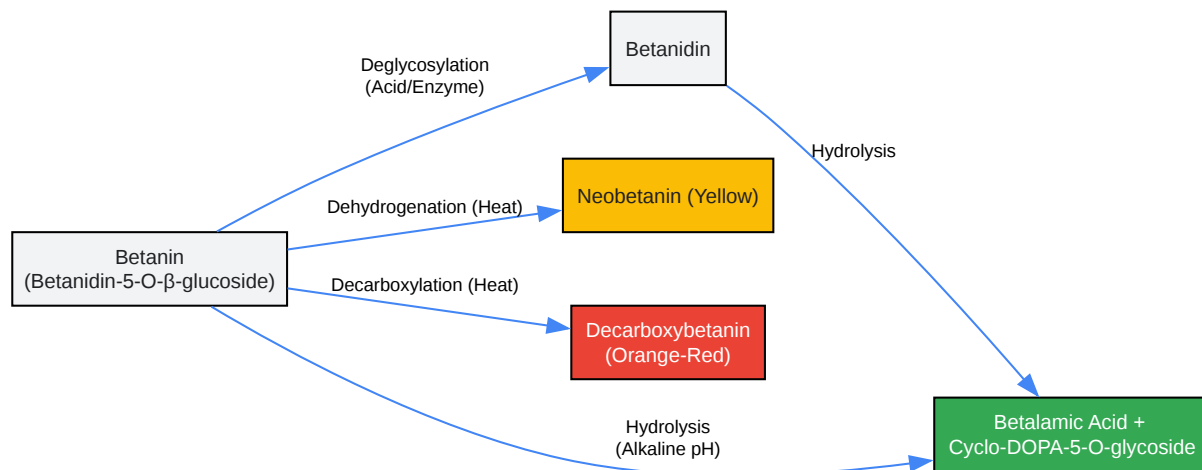 Betanidin
Deglycosylation
(Acid/Enzyme)
Hydrolysis
Neobetanin (Yellow)
Dehydrogenation (Heat)
Betanin
(Betanidin-5-O-β-glucoside)
Decarboxylation (Heat)
Decarboxybetanin
(Orange-Red)
Hydrolysis
(Alkaline pH)
Betalamic Acid +
Cyclo-DOPA-5-O-glycoside